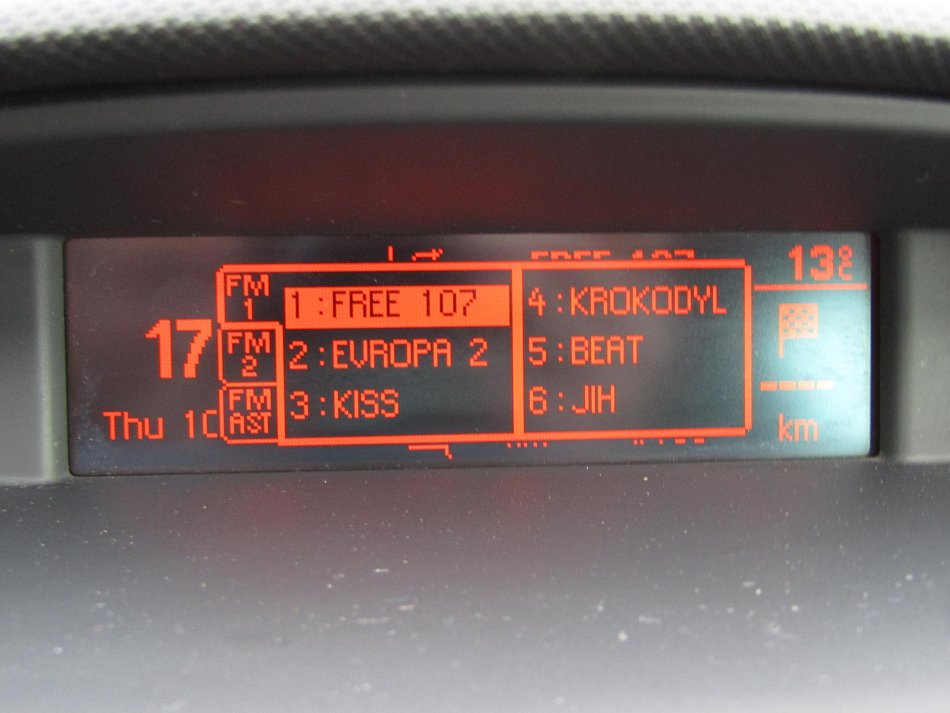 13°C
FM
1
1:FREE 107
2:EVROPA 2
3:KISS
4:KROKODYL
5:BEAT
6:JIH
17
FM
2
FM
AST
Thu 10
km